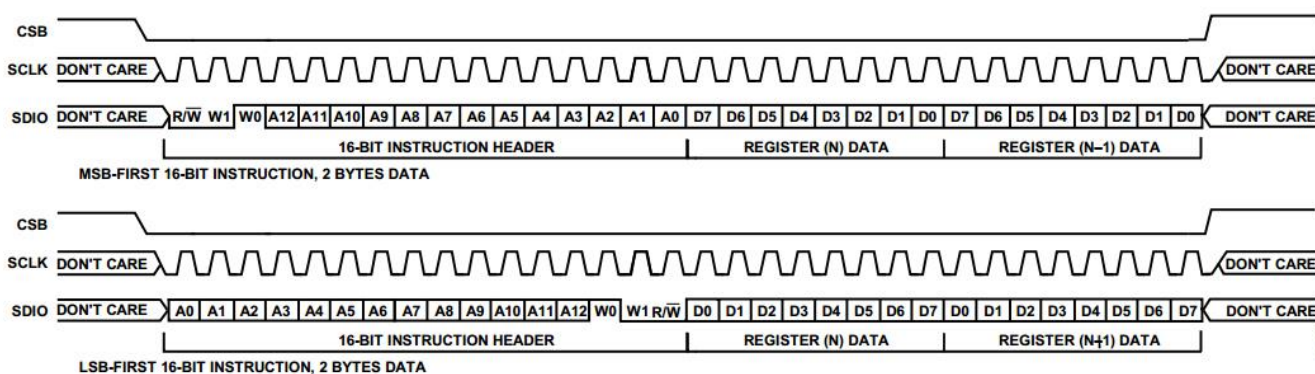 CSB
SCLK DON'T CARE DON'T CARE
SDIO DON'T CARE R/W̅ W1 W0 A12 A11 A10 A9 A8 A7 A6 A5 A4 A3 A2 A1 A0 D7 D6 D5 D4 D3 D2 D1 D0 D7 D6 D5 D4 D3 D2 D1 D0 DON'T CARE
16-BIT INSTRUCTION HEADER REGISTER (N) DATA REGISTER (N–1) DATA
MSB-FIRST 16-BIT INSTRUCTION, 2 BYTES DATA
CSB
SCLK DON'T CARE DON'T CARE
SDIO DON'T CARE A0 A1 A2 A3 A4 A5 A6 A7 A8 A9 A10 A11 A12 W0 W1 R/W̅ D0 D1 D2 D3 D4 D5 D6 D7 D0 D1 D2 D3 D4 D5 D6 D7 DON'T CARE
16-BIT INSTRUCTION HEADER REGISTER (N) DATA REGISTER (N+1) DATA
LSB-FIRST 16-BIT INSTRUCTION, 2 BYTES DATA